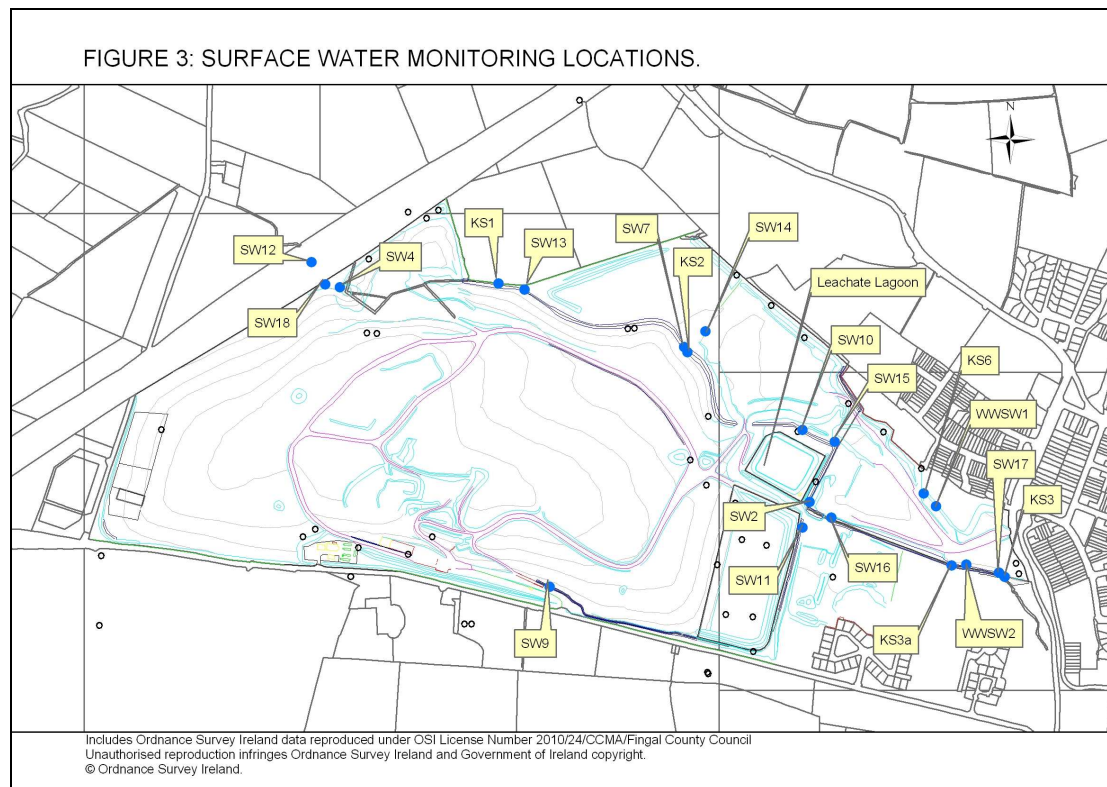 FIGURE 3: SURFACE WATER MONITORING LOCATIONS.
N
KS1
SW7
SW14
SW12
SW4
SW13
KS2
Leachate Lagoon
SW18
SW10
KS6
SW15
WWSW1
SW17
KS3
SW2
SW11
SW16
SW9
KS3a
WWSW2
Includes Ordnance Survey Ireland data reproduced under OSI License Number 2010/24/CCMA/Fingal County Council
Unauthorised reproduction infringes Ordnance Survey Ireland and Government of Ireland copyright.
© Ordnance Survey Ireland.